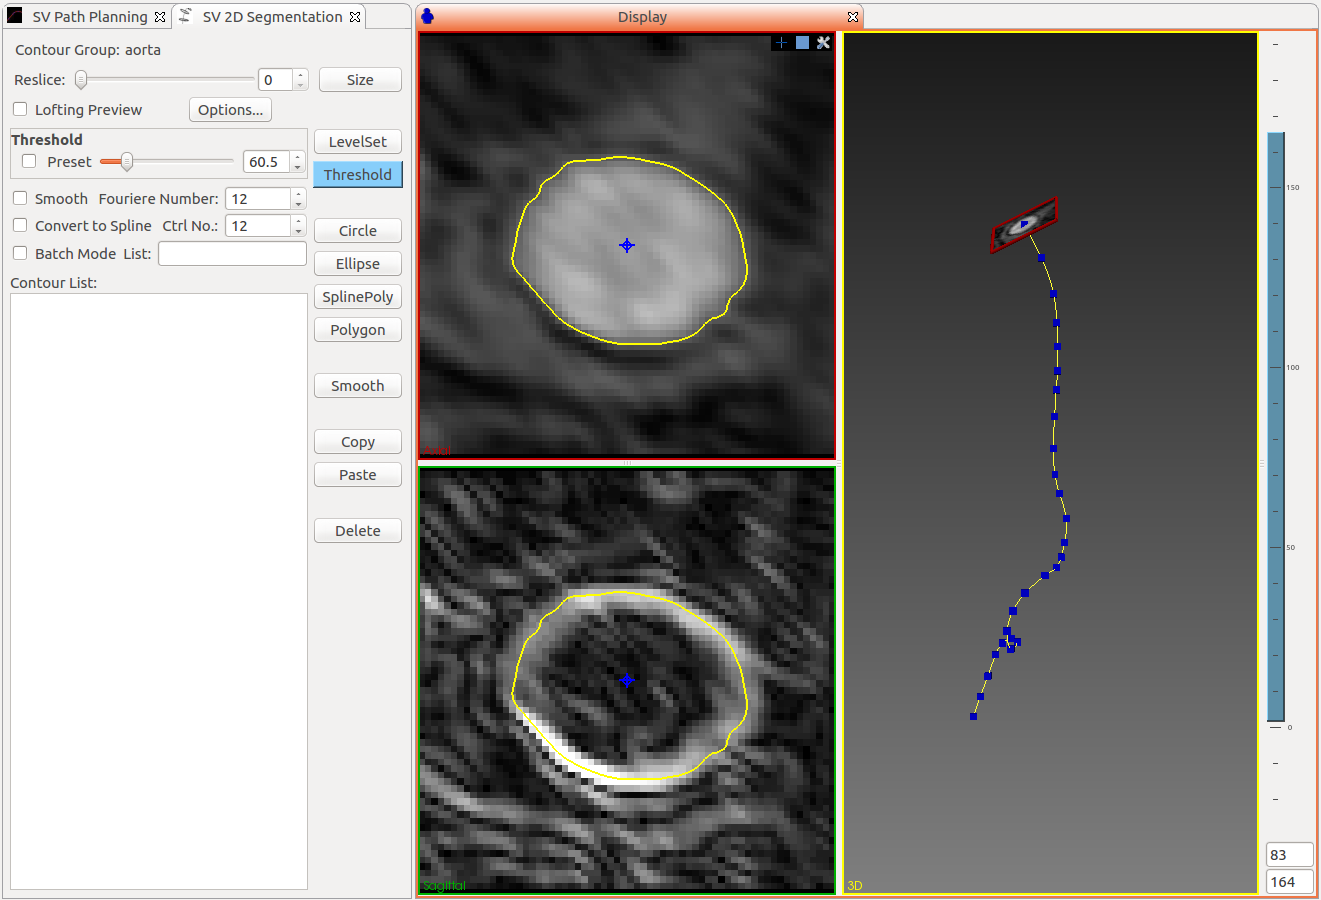 SV Path Planning
SV 2D Segmentation
Display
Contour Group: aorta
Reslice:
0
Size
Lofting Preview
Options...
Threshold
Preset
60.5
LevelSet
Threshold
Smooth Fouriere Number: 12
Convert to Spline Ctrl No.: 12
Batch Mode List:
Contour List:
Circle
Ellipse
SplinePoly
Polygon
Smooth
Copy
Paste
Delete
Sagittal
3D
150
100
50
0
83
164